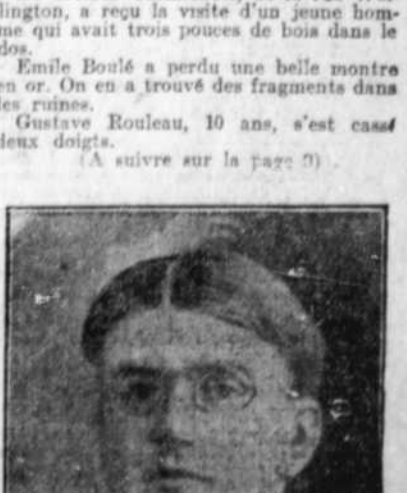 lington, a reçu la visite d'un jeune hom-
me qui avait trois pouces de bois dans le
dos.
Emile Boulé a perdu une belle montre
en or. On en a trouvé des fragments dans
les ruines.
Gustave Rouleau, 10 ans, s'est cassé
deux doigts.
(A suivre sur la page 9)